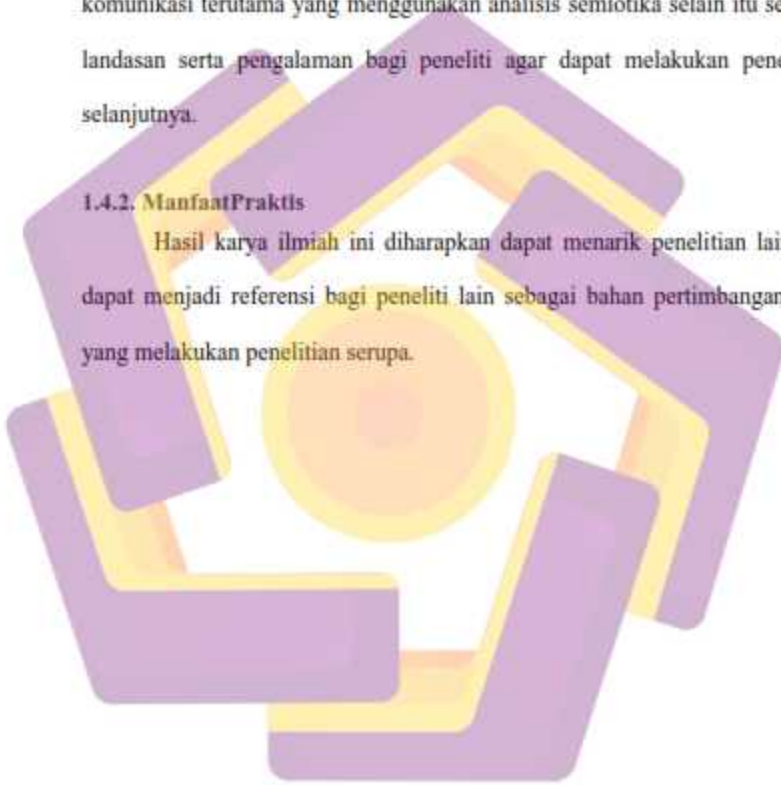 komunikasi terutama yang menggunakan analisis semiotika selain itu se
landasan serta pengalaman bagi peneliti agar dapat melakukan pene
selanjutnya.
1.4.2. ManfaatPraktis
Hasil karya ilmiah ini diharapkan dapat menarik penelitian lai
dapat menjadi referensi bagi peneliti lain sebagai bahan pertimbangan
yang melakukan penelitian serupa.